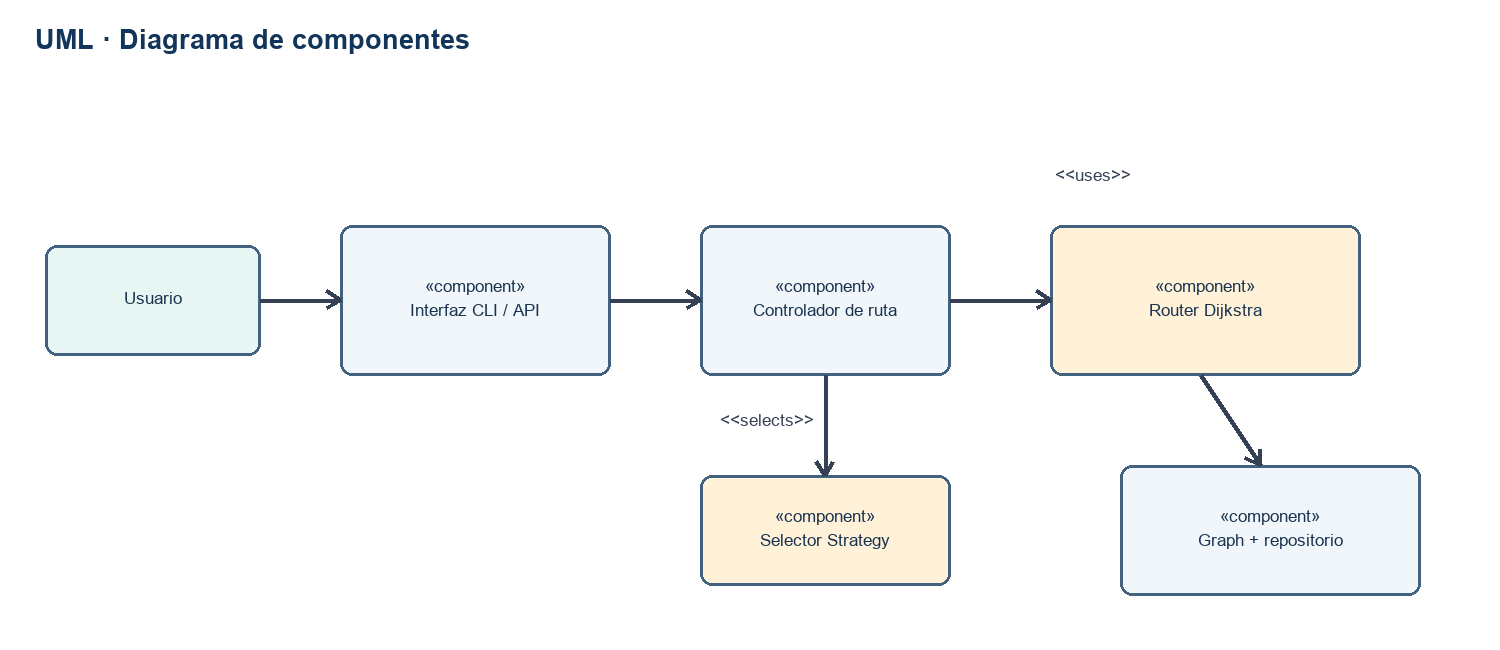 UML · Diagrama de componentes
<<uses>>
Usuario
«component»
Interfaz CLI / API
«component»
Controlador de ruta
«component»
Router Dijkstra
<<selects>>
«component»
Selector Strategy
«component»
Graph + repositorio